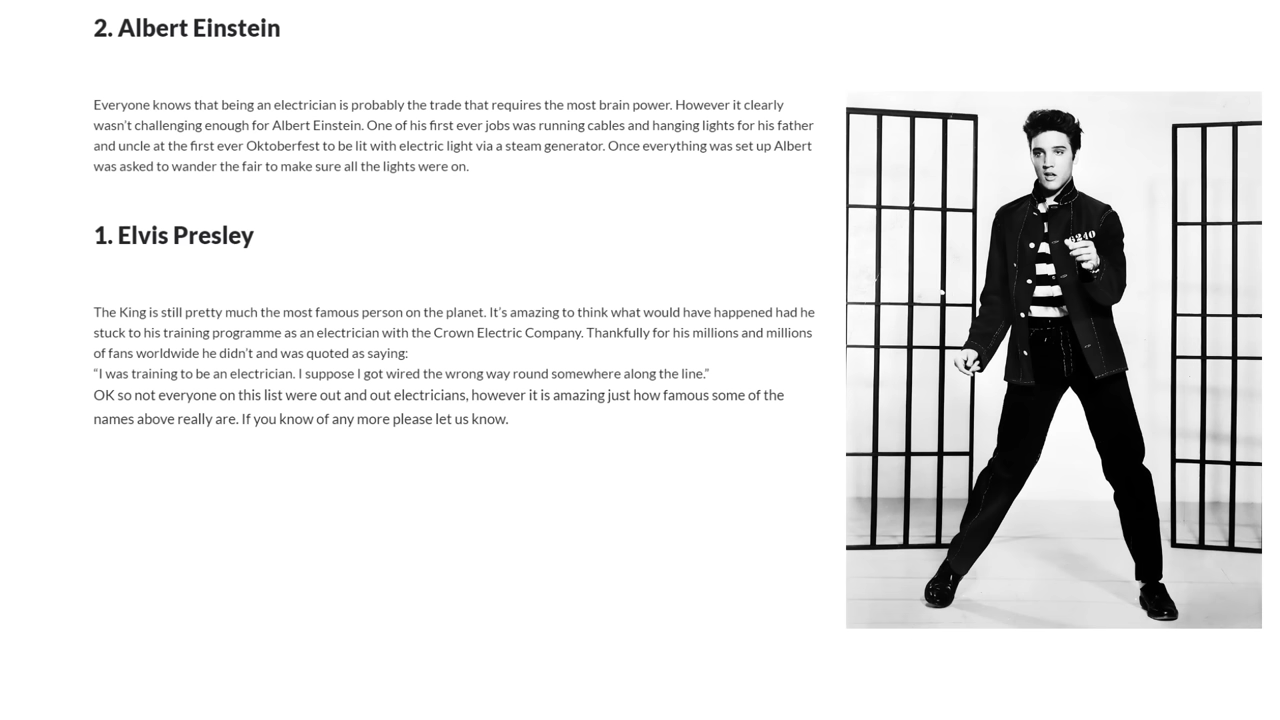 2. Albert Einstein
Everyone knows that being an electrician is probably the trade that requires the most brain power. However it clearly
wasn’t challenging enough for Albert Einstein. One of his first ever jobs was running cables and hanging lights for his father
and uncle at the first ever Oktoberfest to be lit with electric light via a steam generator. Once everything was set up Albert
was asked to wander the fair to make sure all the lights were on.
1. Elvis Presley
The King is still pretty much the most famous person on the planet. It’s amazing to think what would have happened had he
stuck to his training programme as an electrician with the Crown Electric Company. Thankfully for his millions and millions
of fans worldwide he didn’t and was quoted as saying:
“I was training to be an electrician. I suppose I got wired the wrong way round somewhere along the line.”
OK so not everyone on this list were out and out electricians, however it is amazing just how famous some of the
names above really are. If you know of any more please let us know.